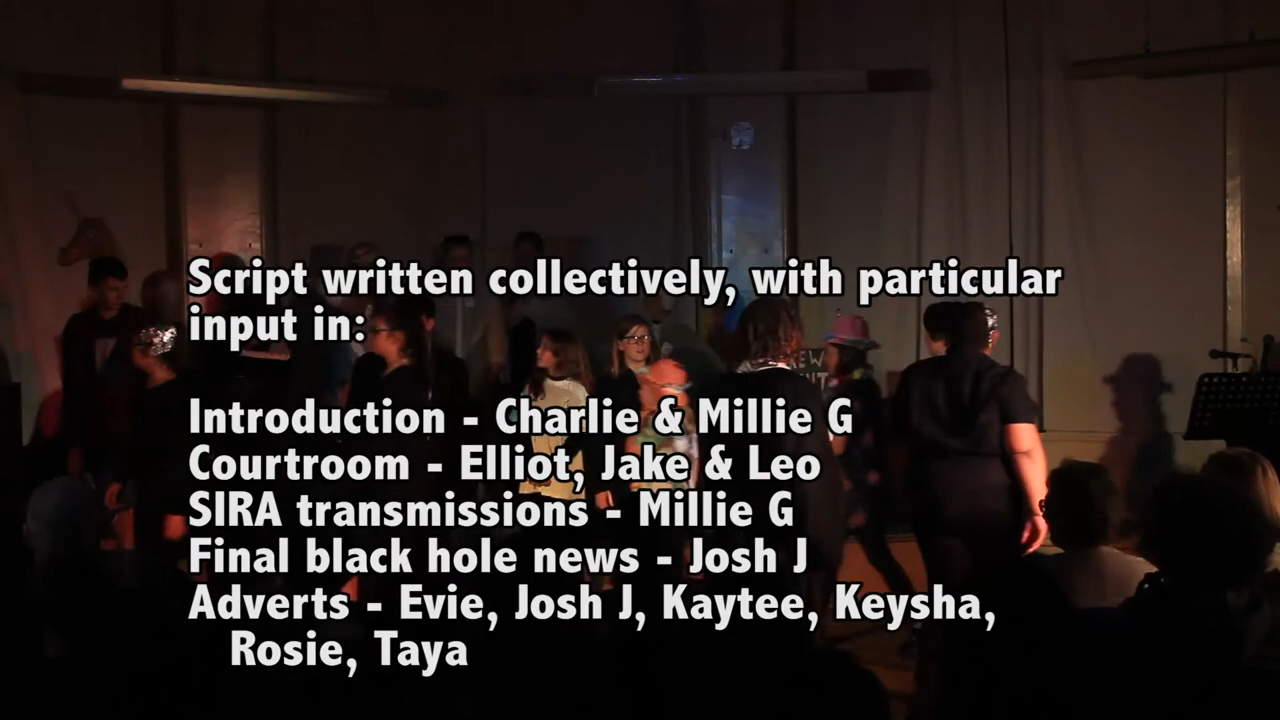 Script written collectively, with particular
input in:
Introduction - Charlie & Millie G
Courtroom - Elliot, Jake & Leo
SIRA transmissions - Millie G
Final black hole news - Josh J
Adverts - Evie, Josh J, Kaytee, Keysha,
Rosie, Taya